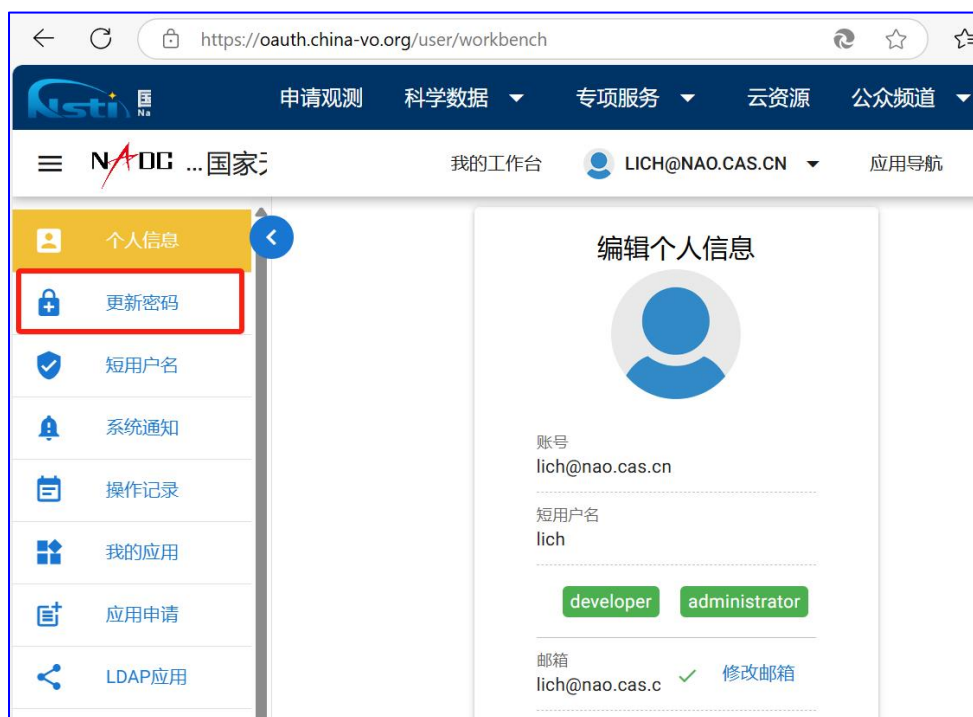 https://oauth.china-vo.org/user/workbench
nsti 国 Na 申请观测 科学数据 专项服务 云资源 公众频道
NADC ...国家天 我的工作台 LICH@NAO.CAS.CN 应用导航
个人信息
更新密码
短用户名
系统通知
操作记录
我的应用
应用申请
LDAP应用
编辑个人信息
账号
lich@nao.cas.cn
短用户名
lich
developer administrator
邮箱
lich@nao.cas.c 修改邮箱